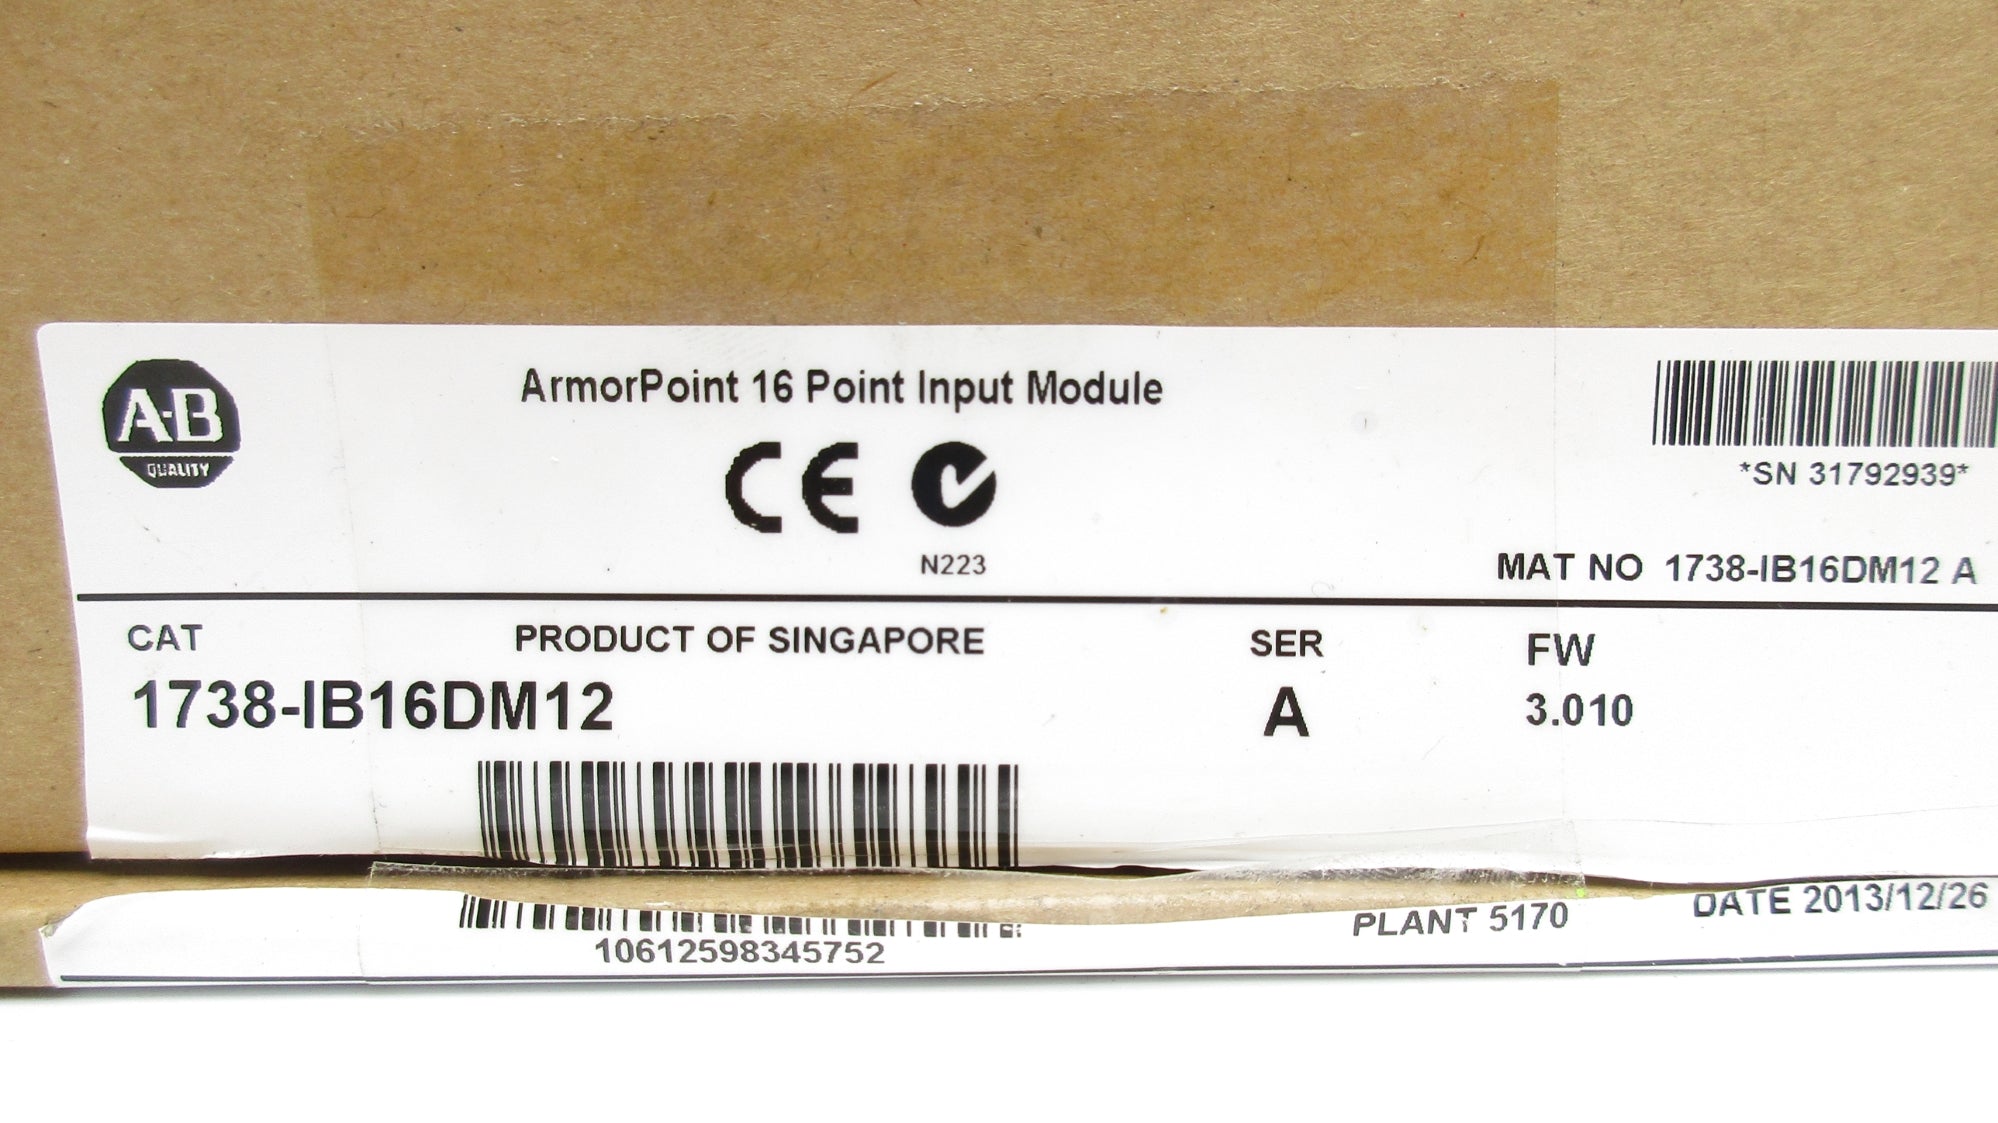 A-B
QUALITY
ArmorPoint 16 Point Input Module
CE
N223
*SN 31792939*
MAT NO 1738-IB16DM12 A
CAT
PRODUCT OF SINGAPORE
SER
FW
1738-IB16DM12
A
3.010
10612598345752
PLANT 5170
DATE 2013/12/26